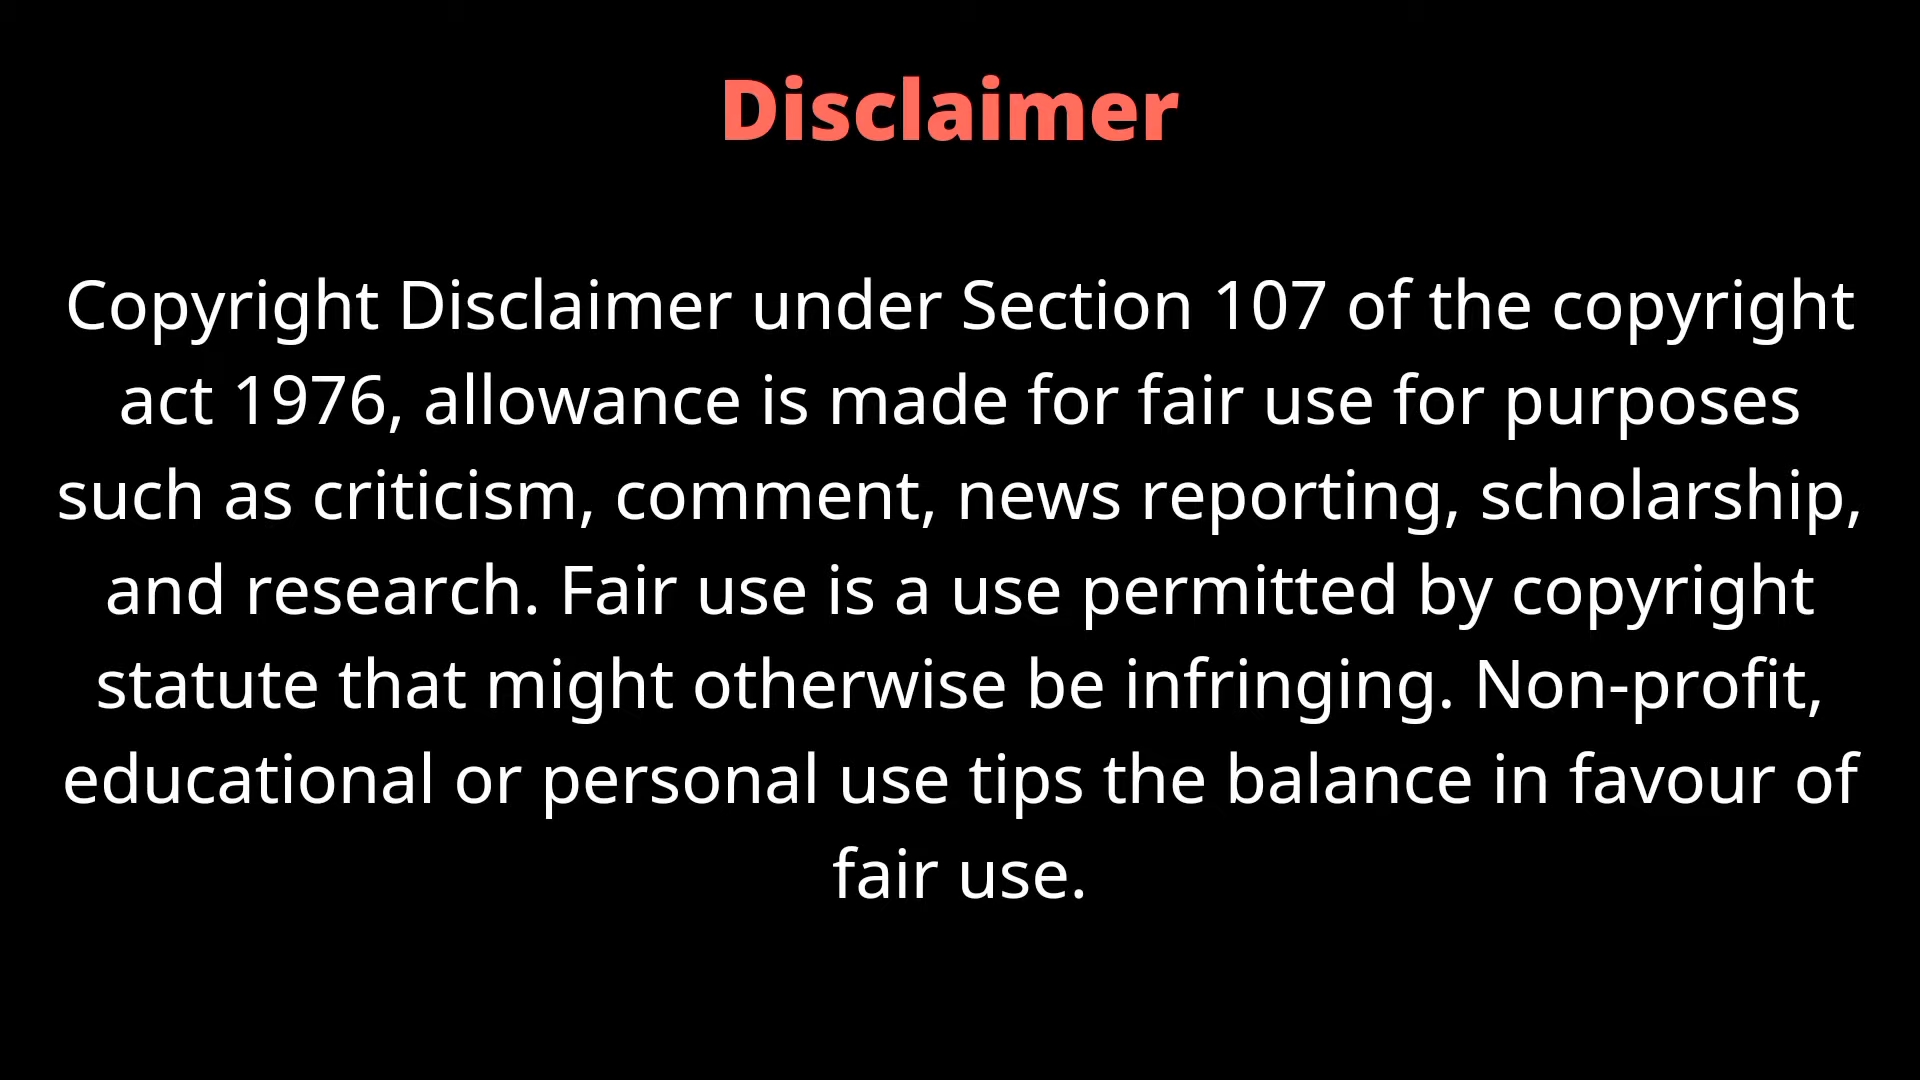 Disclaimer
Copyright Disclaimer under Section 107 of the copyright
act 1976, allowance is made for fair use for purposes
such as criticism, comment, news reporting, scholarship,
and research. Fair use is a use permitted by copyright
statute that might otherwise be infringing. Non-profit,
educational or personal use tips the balance in favour of
fair use.